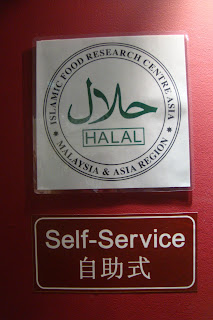 ISLAMIC FOOD RESEARCH CENTRE ASIA
حلال
HALAL
* MALAYSIA & ASIA REGION *
Self-Service
自助式